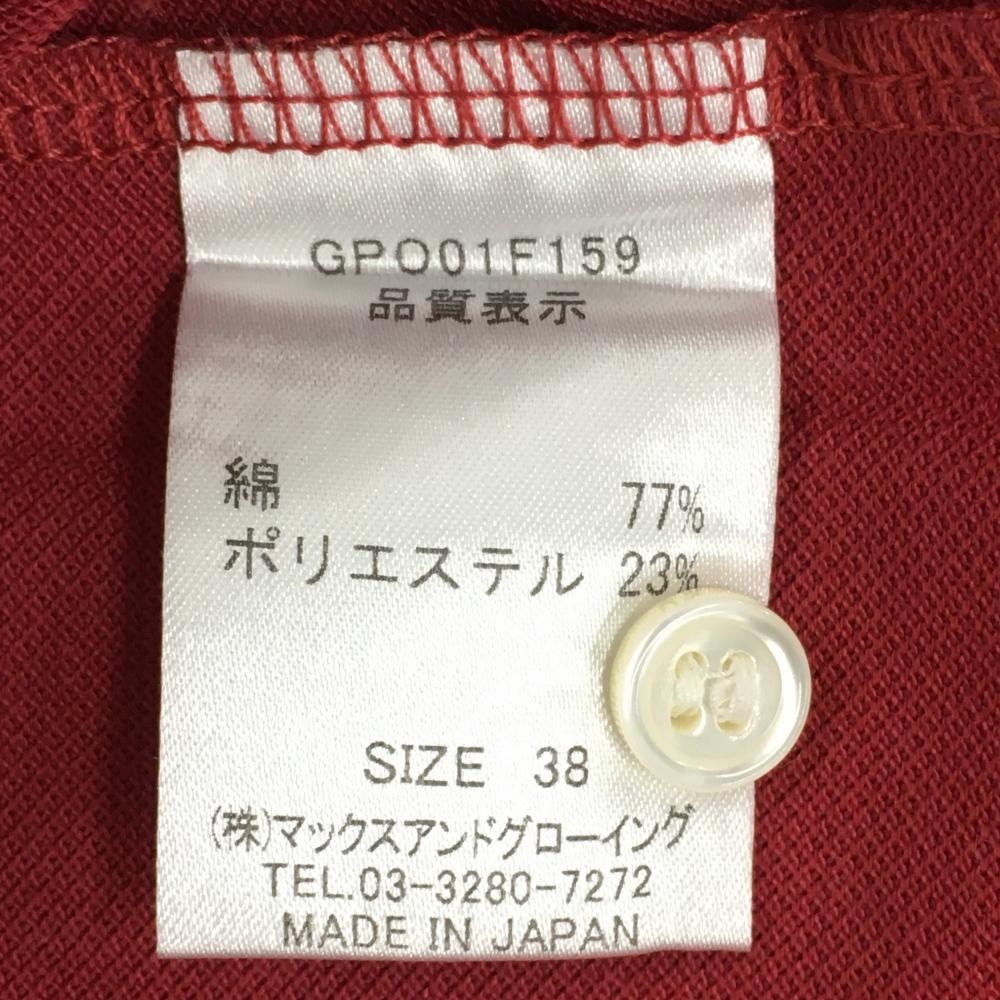 GPO01F159
品質表示
綿 77%
ポリエステル 23%
SIZE 38
(株)マックスアンドグローイング
TEL.03-3280-7272
MADE IN JAPAN